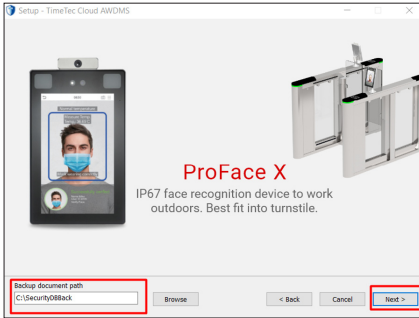 Setup - TimeTec Cloud AWDMS
ProFace X
IP67 face recognition device to work
outdoors. Best fit into turnstile.
Backup document path
C:\SecurityDBBack
Browse
< Back
Cancel
Next >